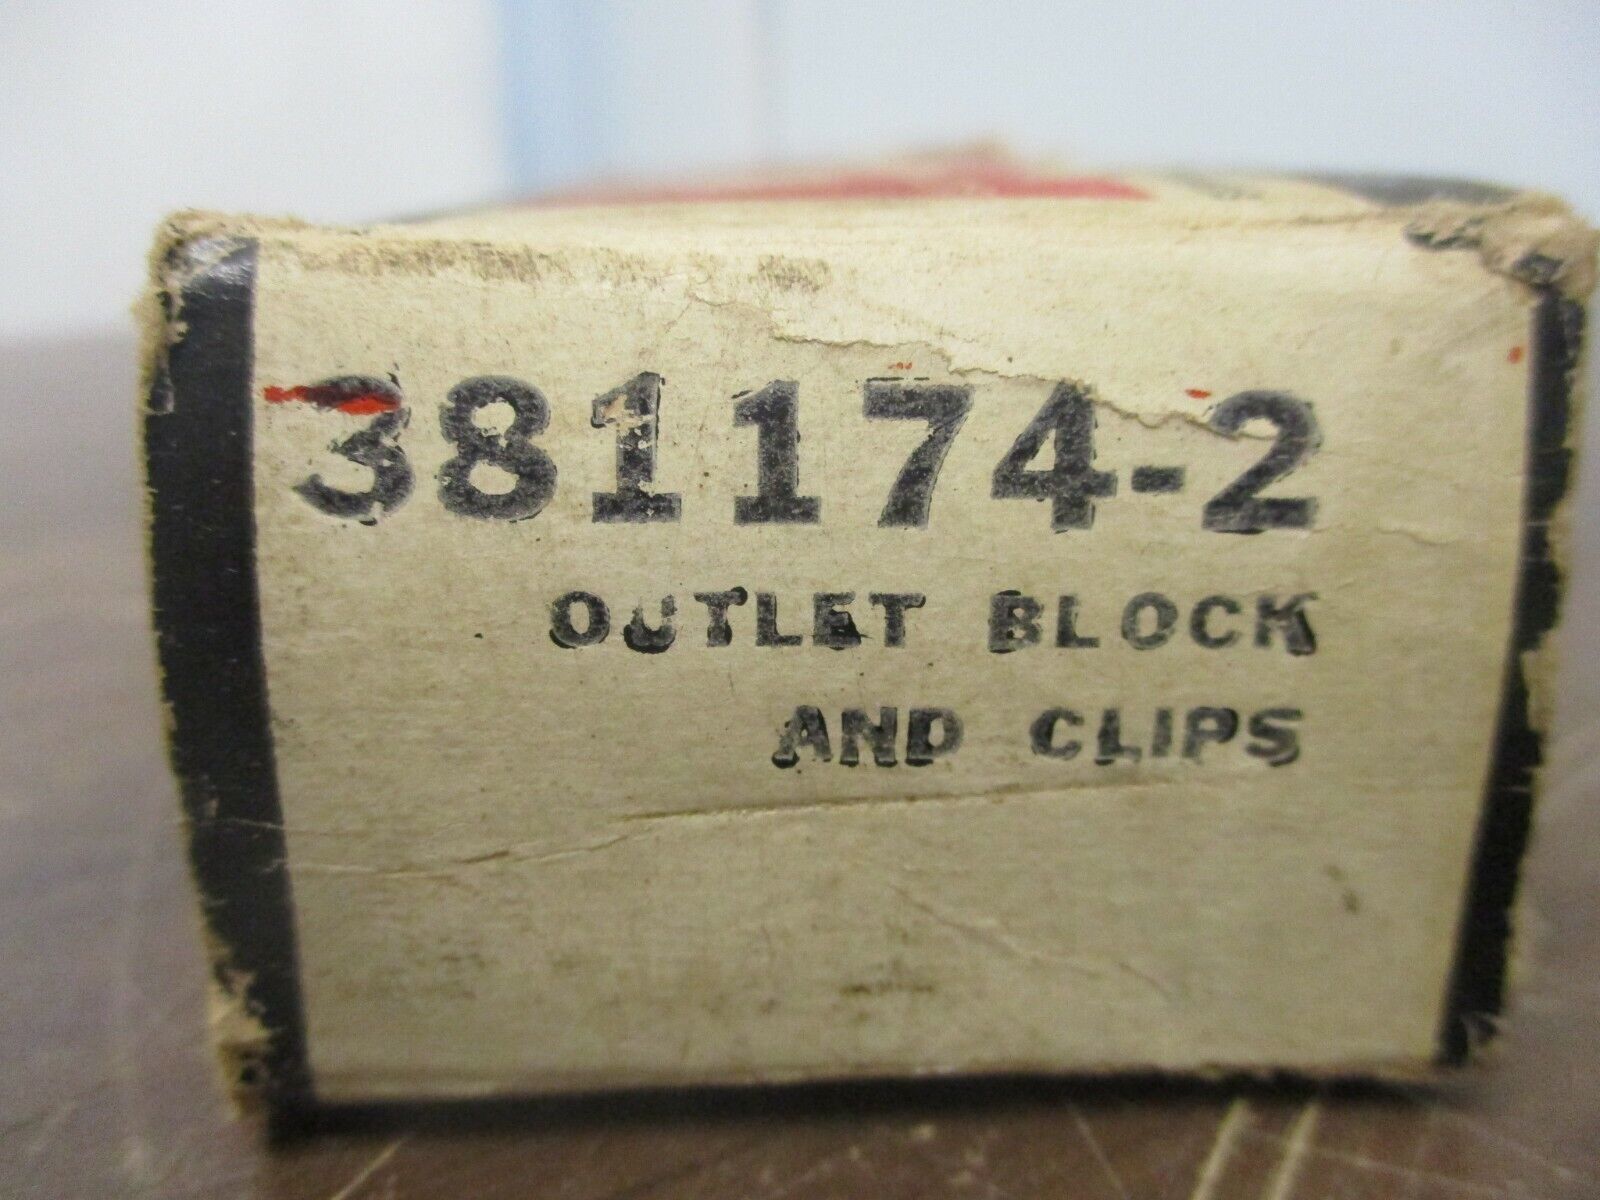 381174-2
OUTLET BLOCK
AND CLIPS